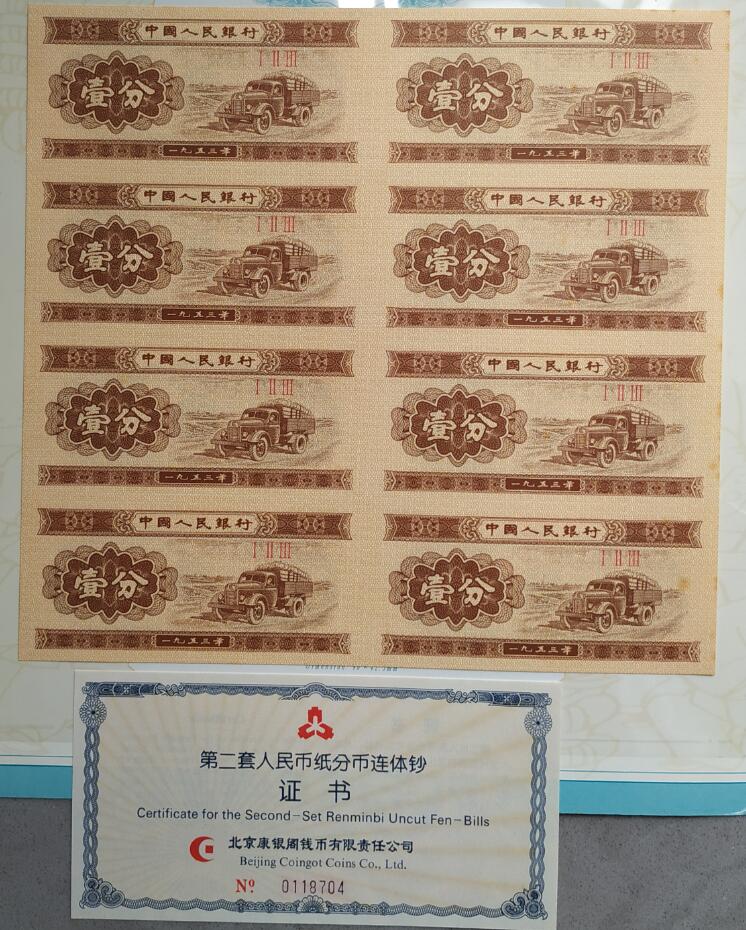 中國人民銀行
I II III
壹分
一九五三年
中國人民銀行
I II III
壹分
一九五三年
中國人民銀行
I II III
壹分
一九五三年
中國人民銀行
I II III
壹分
一九五三年
中國人民銀行
I II III
壹分
一九五三年
中國人民銀行
I II III
壹分
一九五三年
中國人民銀行
I II III
壹分
一九五三年
中國人民銀行
I II III
壹分
一九五三年
第二套人民币纸分币连体钞
证书
Certificate for the Second-Set Renminbi Uncut Fen-Bills
北京康银阁钱币有限责任公司
Beijing Coingot Coins Co., Ltd.
Nº 0118704